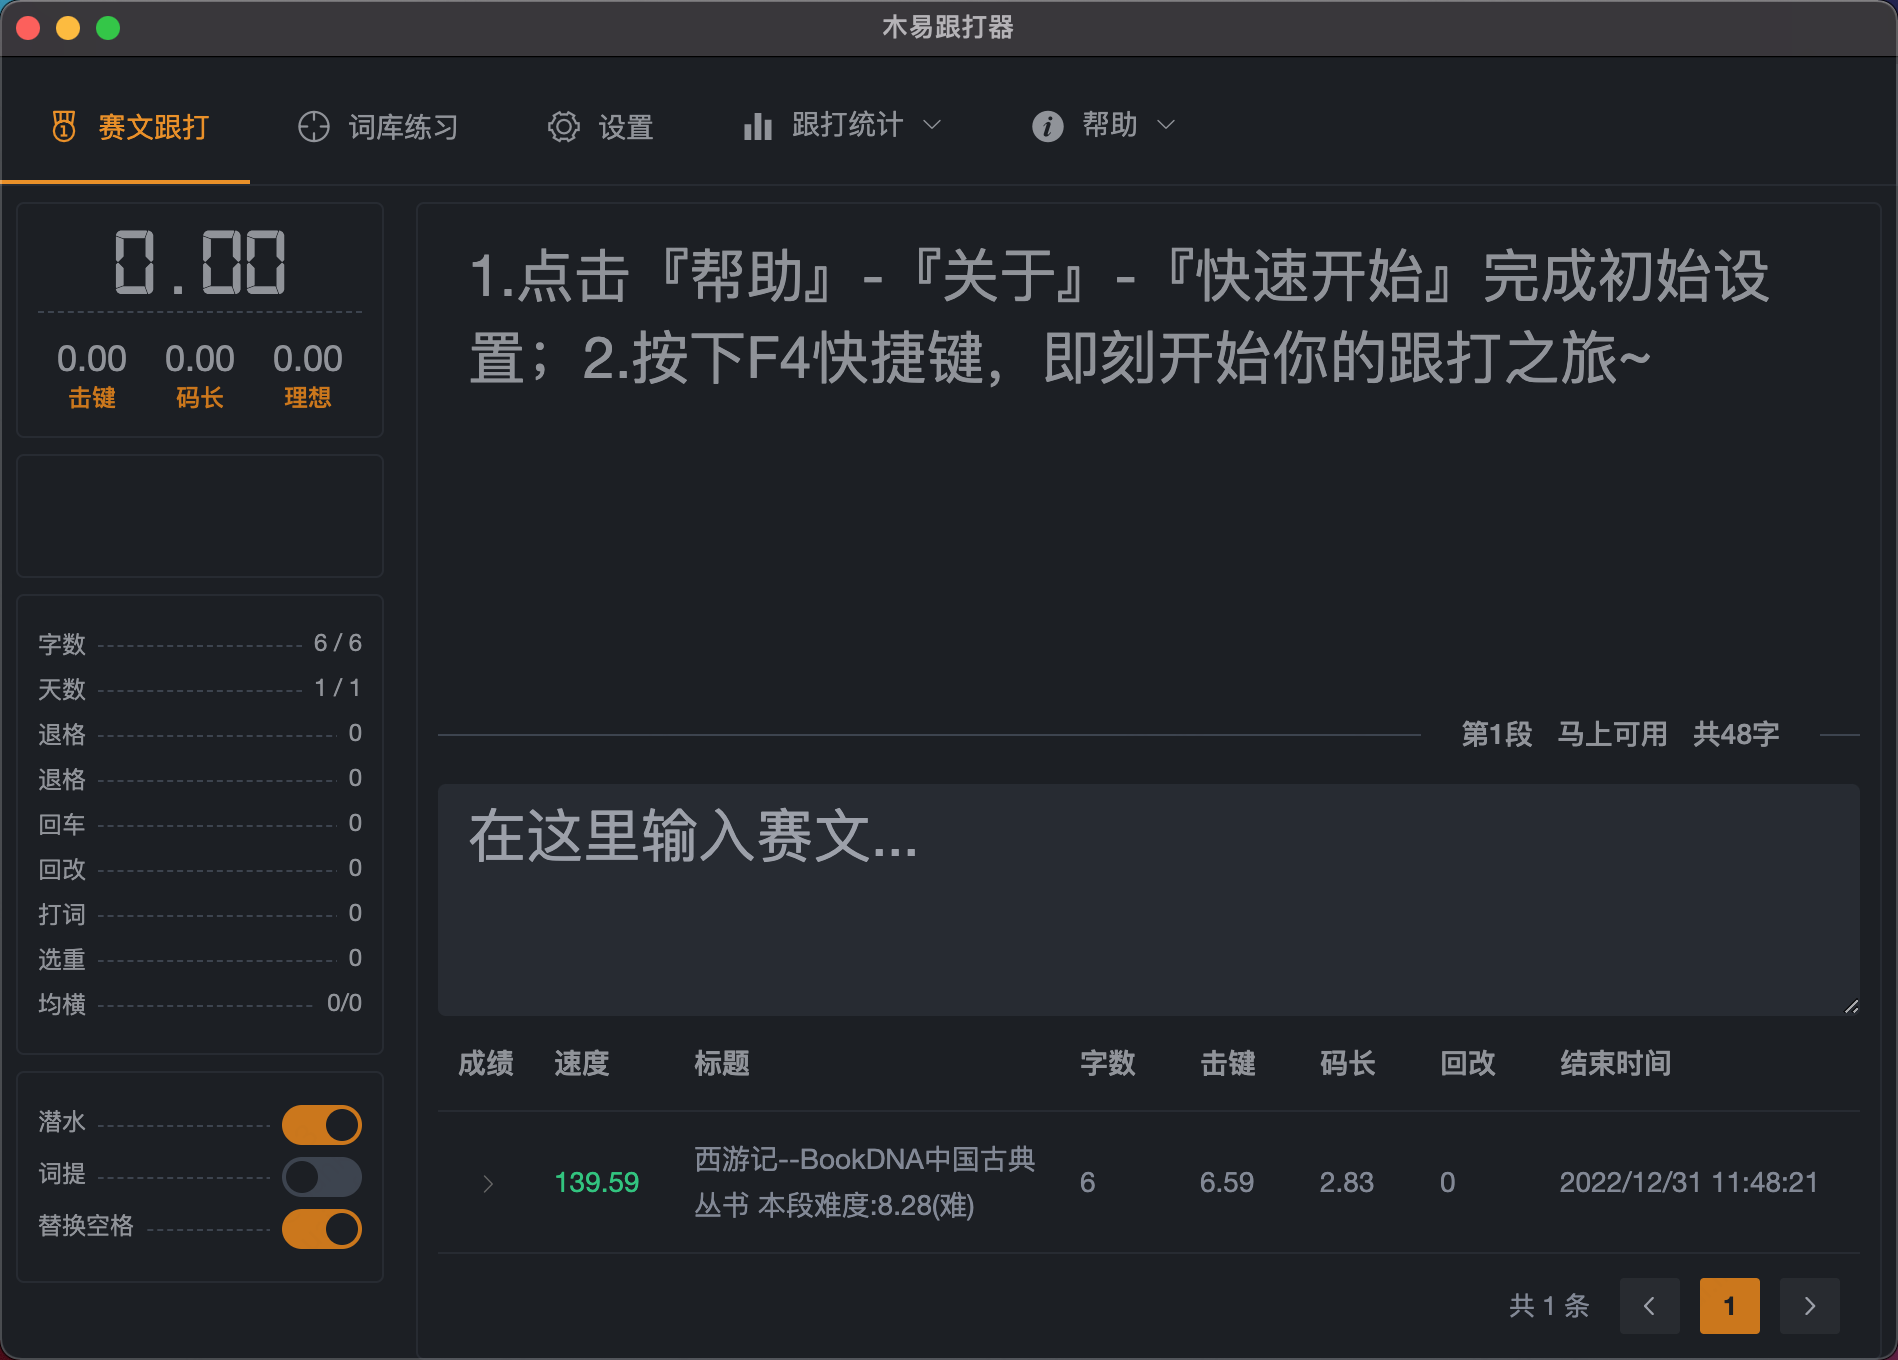 木易跟打器
赛文跟打
词库练习
设置
跟打统计
帮助
0.00
0.00 0.00 0.00
击键 码长 理想
字数 6 / 6
天数 1 / 1
退格 0
退格 0
回车 0
回改 0
打词 0
选重 0
均横 0/0
潜水
词提
替换空格
1.点击『帮助』-『关于』-『快速开始』完成初始设
置；2.按下F4快捷键，即刻开始你的跟打之旅~
第1段 马上可用 共48字
在这里输入赛文...
成绩 速度 标题 字数 击键 码长 回改 结束时间
139.59 西游记--BookDNA中国古典
丛书 本段难度:8.28(难) 6 6.59 2.83 0 2022/12/31 11:48:21
共 1 条 1